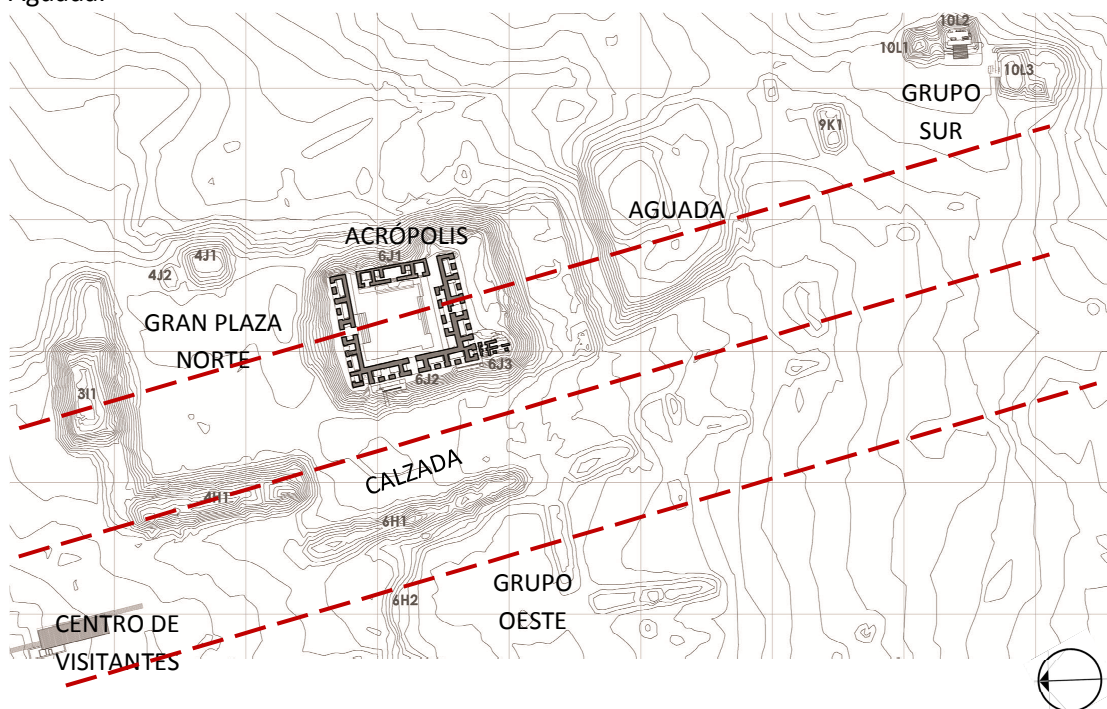 10L2
10L1
10L3
GRUPO
SUR
9K1
AGUADA
ACRÓPOLIS
6J1
4J1
4J2
GRAN PLAZA
NORTE
6J3
6J2
3I1
CALZADA
4H1
6H1
GRUPO
OESTE
6H2
CENTRO DE
VISITANTES